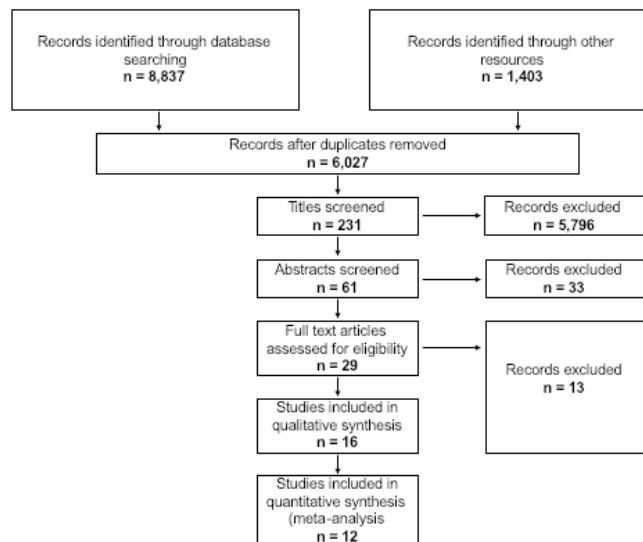 Records identified through database
searching
n = 8,837
Records identified through other
resources
n = 1,403
Records after duplicates removed
n = 6,027
Titles screened
n = 231
Records excluded
n = 5,796
Abstracts screened
n = 61
Records excluded
n = 33
Full text articles
assessed for eligibility
n = 29
Records excluded
n = 13
Studies included in
qualitative synthesis
n = 16
Studies included in
quantitative synthesis
(meta-analysis
n = 12